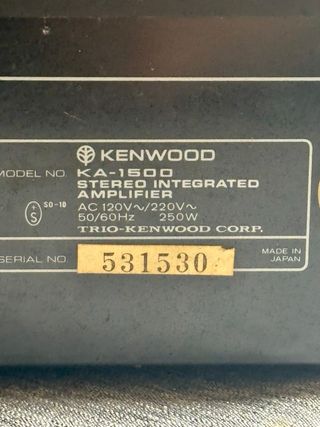 KENWOOD
MODEL NO. KA-1500
STEREO INTEGRATED
AMPLIFIER
SO-10
S
AC 120V~/220V~
50/60Hz 250W
TRIO-KENWOOD CORP.
SERIAL NO. 531530 MADE IN
JAPAN